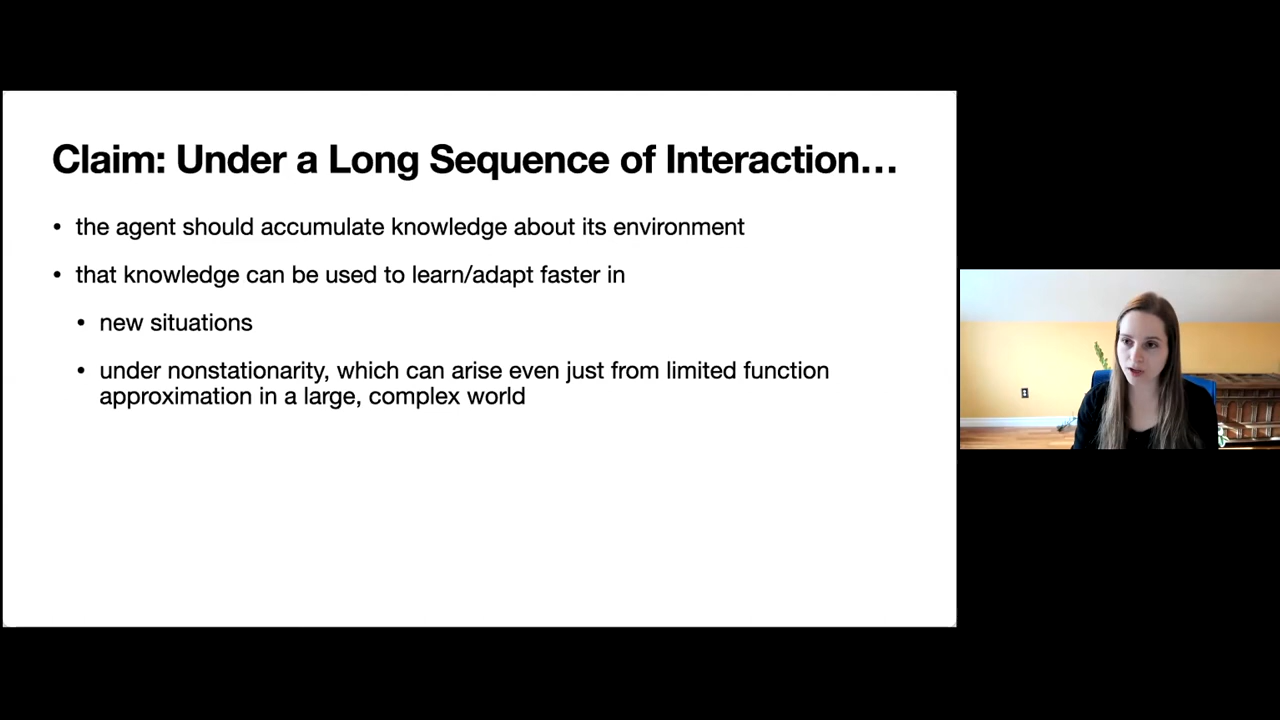 Claim: Under a Long Sequence of Interaction…
• the agent should accumulate knowledge about its environment
• that knowledge can be used to learn/adapt faster in
• new situations
• under nonstationarity, which can arise even just from limited function
approximation in a large, complex world